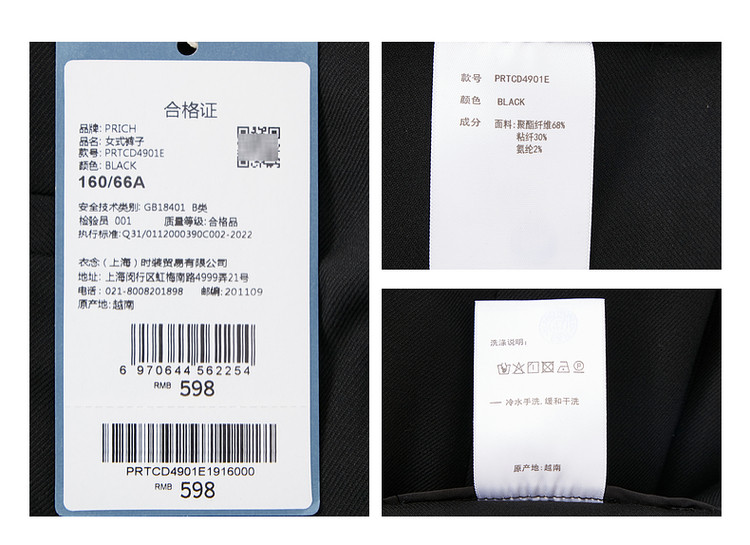 合格证
品牌: PRICH
品名: 女式裤子
款号: PRTCD4901E
颜色: BLACK
160/66A
安全技术类别: GB18401 B类
检验员 001 质量等级: 合格品
执行标准: Q31/0112000390C002-2022
衣念（上海）时装贸易有限公司
地址: 上海闵行区虹梅南路4999弄21号
电话: 021-8008201898 邮编: 201109
原产地: 越南
6 970644 562254
RMB 598
PRTCD4901E1916000
RMB 598
款号 PRTCD4901E
颜色 BLACK
成分 面料: 聚酯纤维68%
粘纤30%
氨纶2%
洗涤说明:
— 冷水手洗, 缓和干洗
原产地: 越南